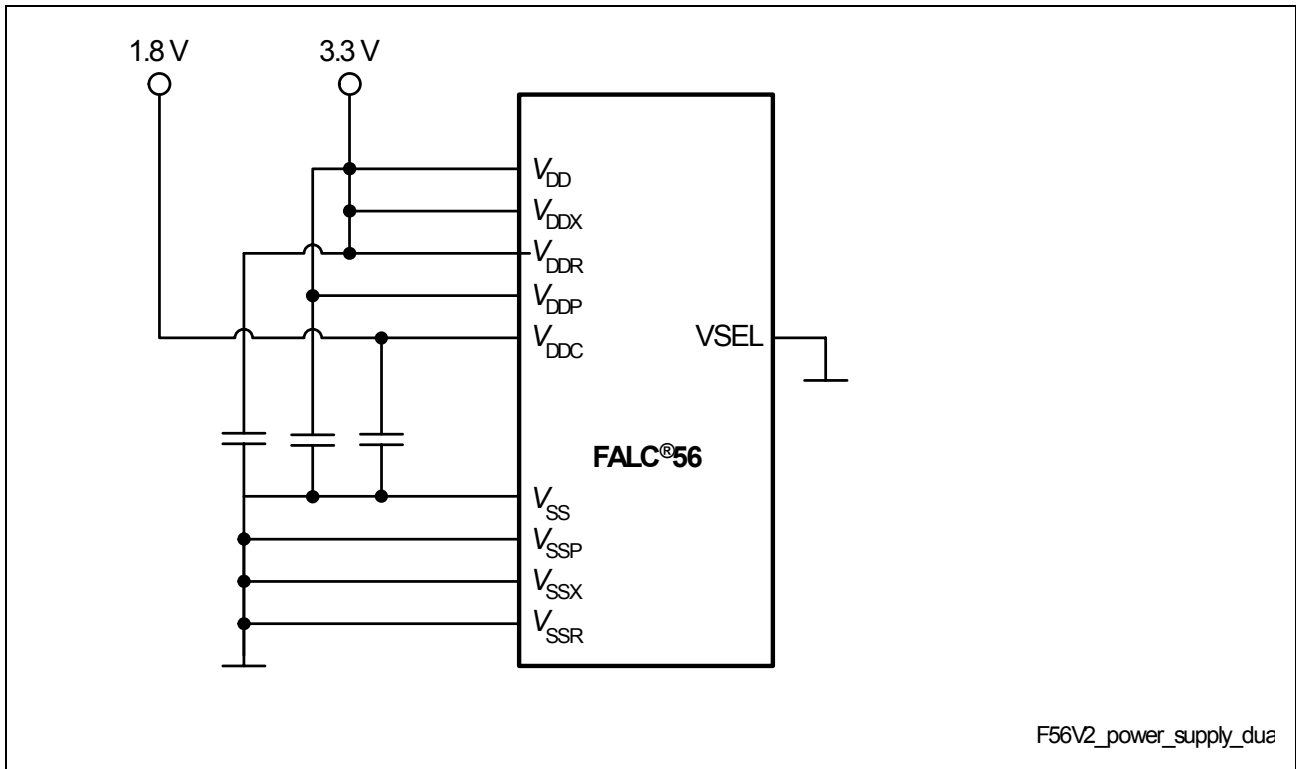 1.8 V 3.3 V
VDD
VDDX
VDDR
VDDP
VDDC VSEL
FALC®56
VSS
VSSP
VSSX
VSSR
F56V2_power_supply_dua